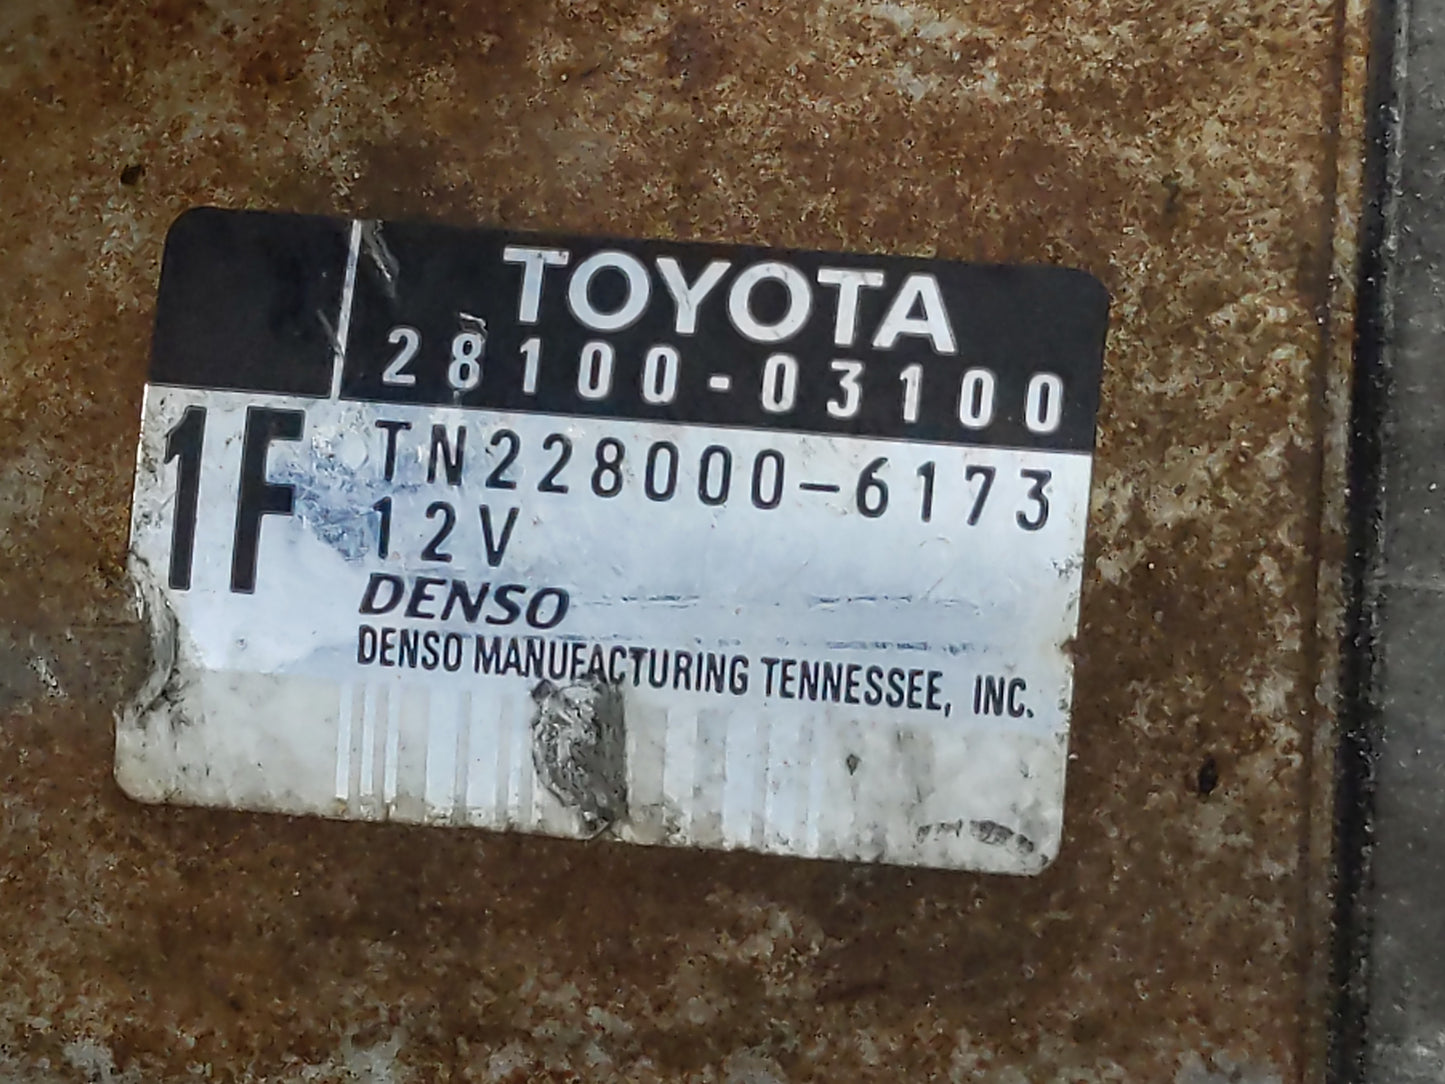 TOYOTA
28100-03100
1F
TN228000-6173
12V
DENSO
DENSO MANUFACTURING TENNESSEE, INC.